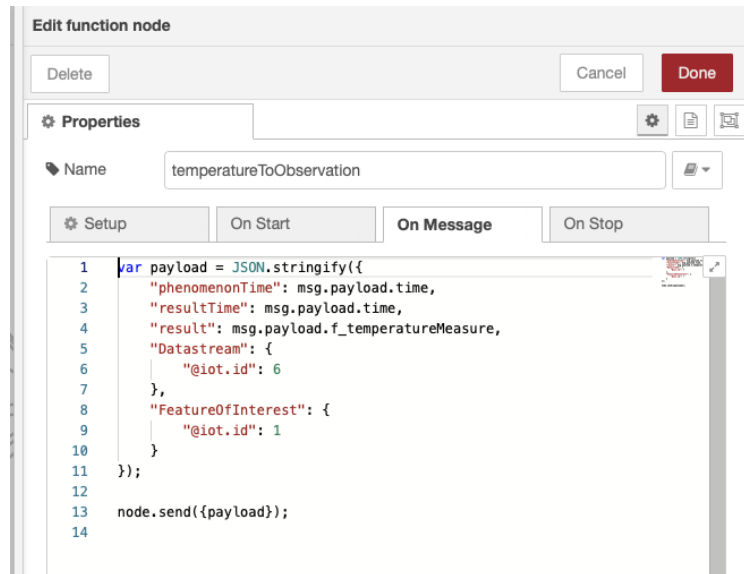 Edit function node
Delete Cancel Done
Properties
Name temperatureToObservation
Setup On Start On Message On Stop
1 var payload = JSON.stringify({
2 "phenomenonTime": msg.payload.time,
3 "resultTime": msg.payload.time,
4 "result": msg.payload.f_temperatureMeasure,
5 "Datastream": {
6 "@iot.id": 6
7 },
8 "FeatureOfInterest": {
9 "@iot.id": 1
10 }
11 });
12
13 node.send({payload});
14